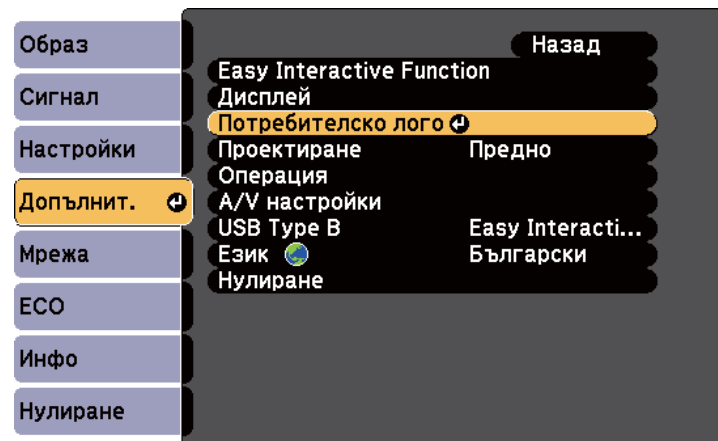 Образ
Сигнал
Настройки
Допълнит.
Мрежа
ECO
Инфо
Нулиране
Назад
Easy Interactive Function
Дисплей
Потребителско лого
Проектиране Предно
Операция
A/V настройки
USB Type B Easy Interacti...
Език Български
Нулиране